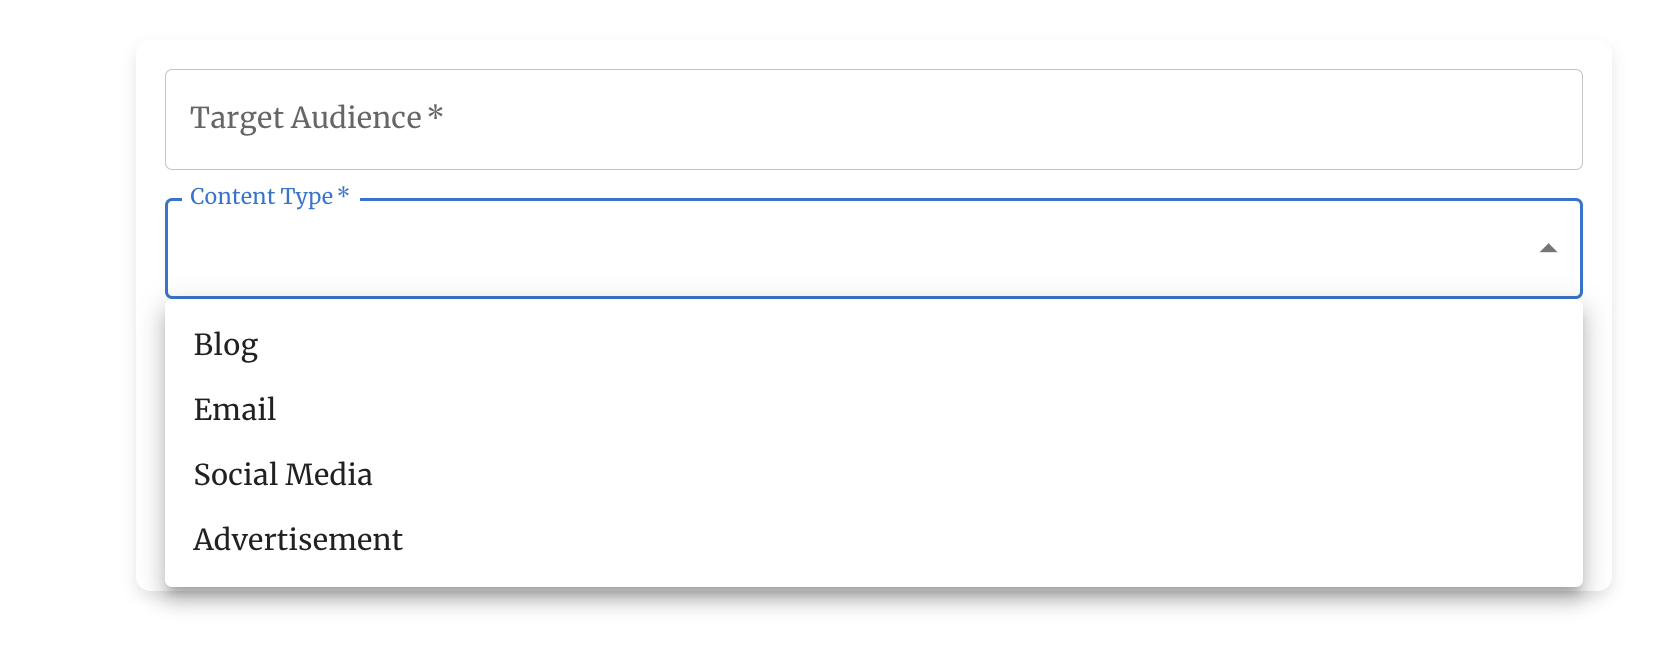 Target Audience *
Content Type *
Blog
Email
Social Media
Advertisement